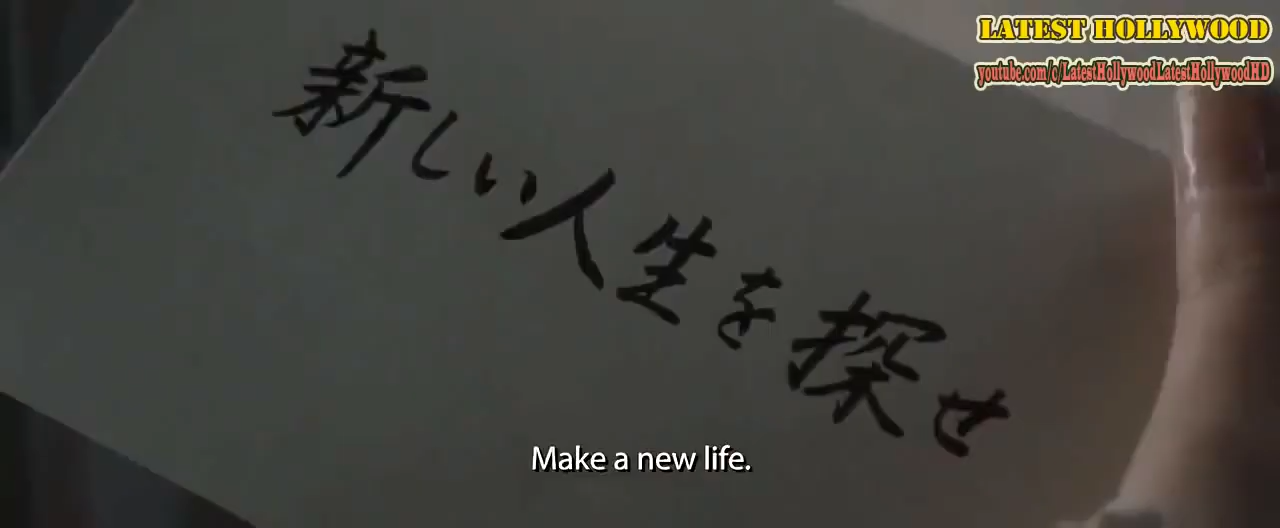 LATEST HOLLYWOOD
youtube.com/c/LatestHollywoodLatestHollywoodHD
新しい人生を探せ
Make a new life.